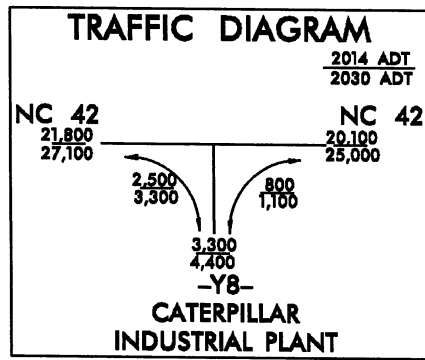 TRAFFIC DIAGRAM
2014 ADT
2030 ADT
NC 42
21,800
27,100
NC 42
20,100
25,000
2,500
3,300
800
1,100
3,300
4,400
-Y8-
CATERPILLAR
INDUSTRIAL PLANT